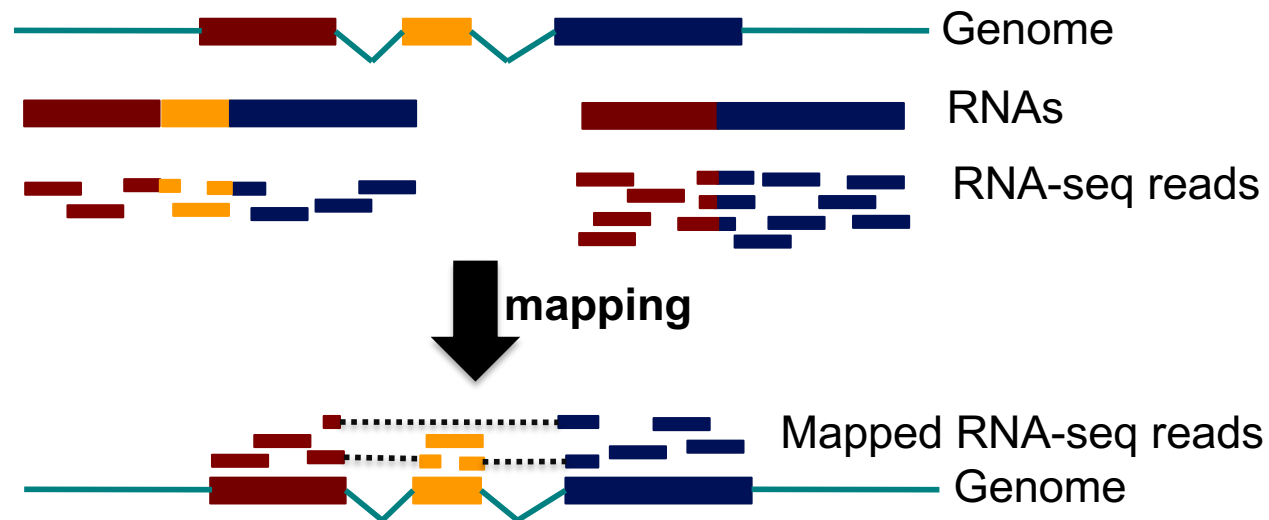 Genome
RNAs
RNA-seq reads
mapping
Mapped RNA-seq reads
Genome